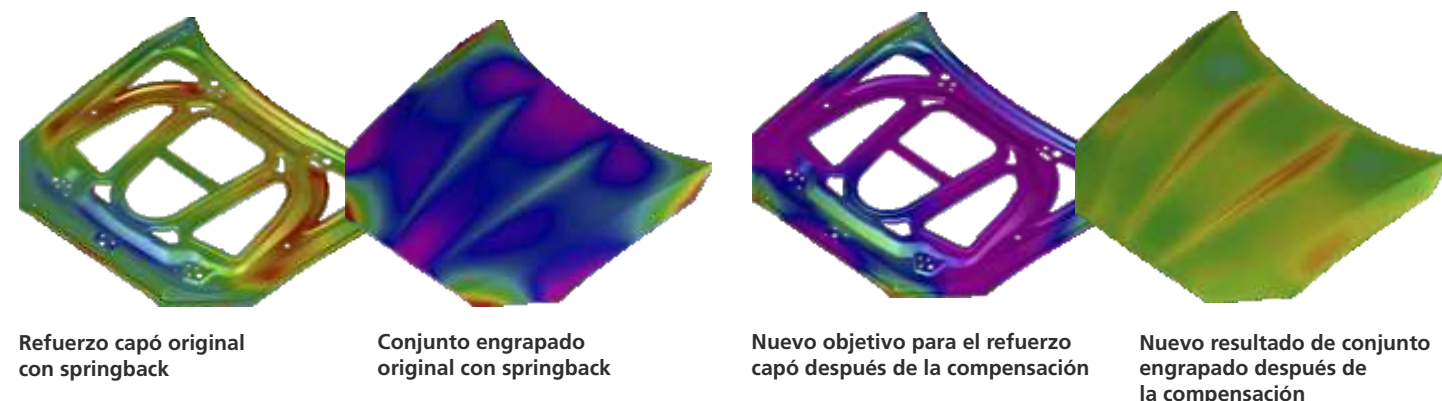 Refuerzo capó original
con springback
Conjunto engrapado
original con springback
Nuevo objetivo para el refuerzo
capó después de la compensación
Nuevo resultado de conjunto
engrapado después de
la compensación